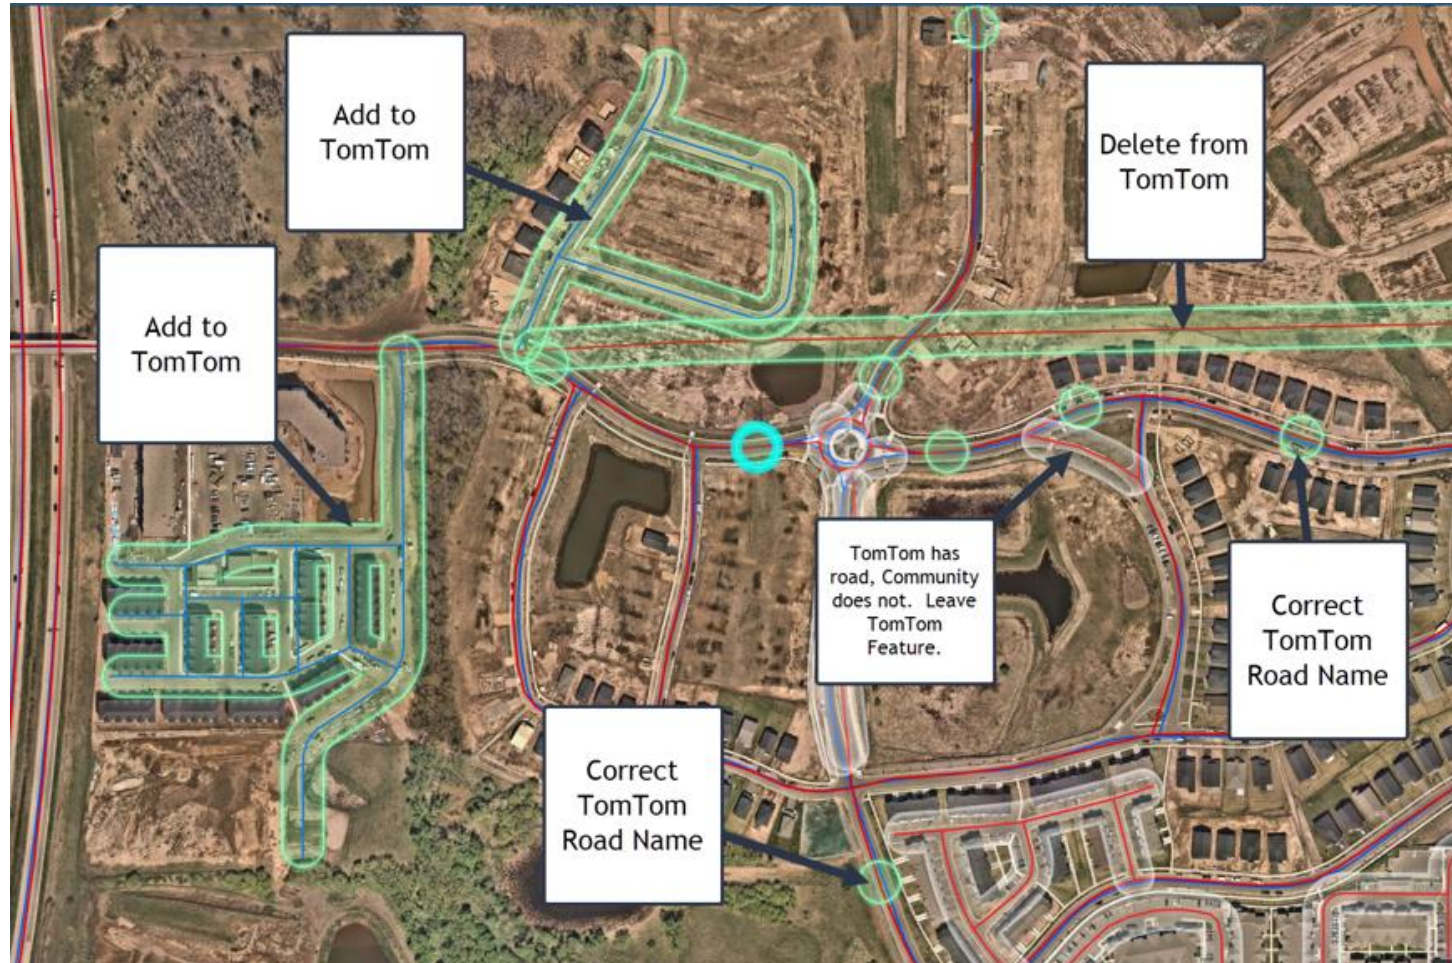 Add to
TomTom
Delete from
TomTom
Add to
TomTom
TomTom has
road, Community
does not.  Leave
TomTom
Feature.
Correct
TomTom
Road Name
Correct
TomTom
Road Name